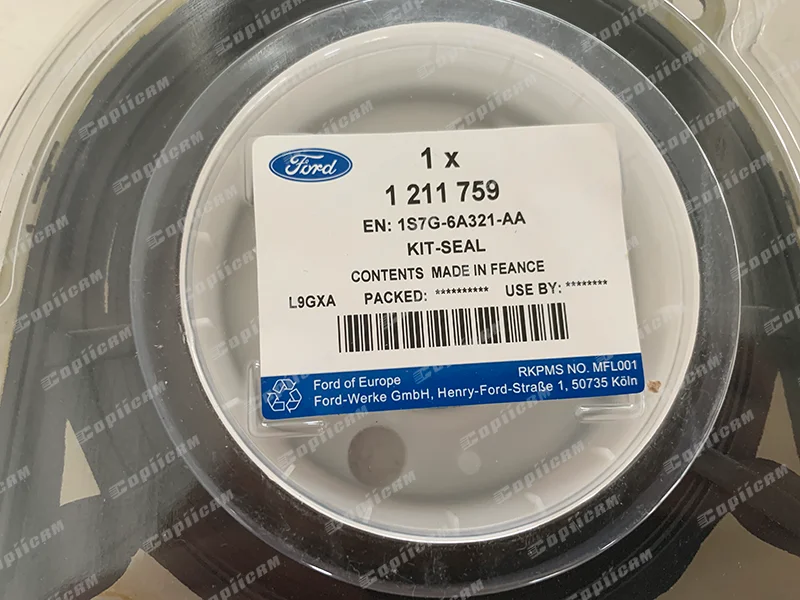 Ford
1 x
1 211 759
EN: 1S7G-6A321-AA
KIT-SEAL
CONTENTS MADE IN FEANCE
L9GXA PACKED: ********** USE BY: ********
RKPMS NO. MFL001
Ford of Europe
Ford-Werke GmbH, Henry-Ford-Straße 1, 50735 Köln
COPIICAM